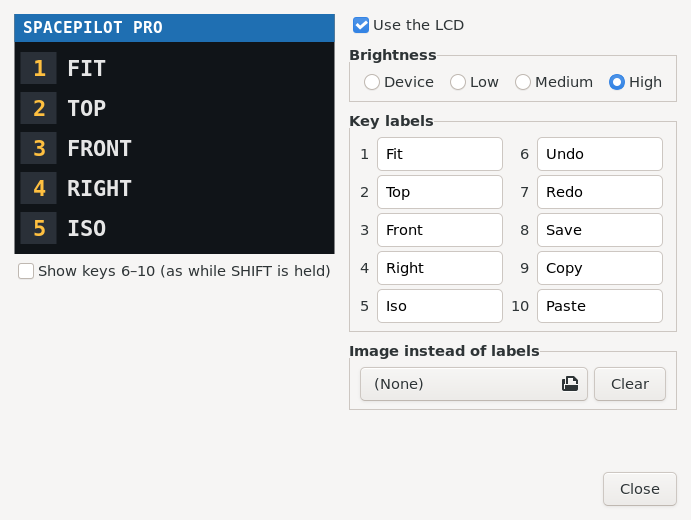 SPACEPILOT PRO
1 FIT
2 TOP
3 FRONT
4 RIGHT
5 ISO
Show keys 6–10 (as while SHIFT is held)
Use the LCD
Brightness
Device Low Medium High
Key labels
1 Fit 6 Undo
2 Top 7 Redo
3 Front 8 Save
4 Right 9 Copy
5 Iso 10 Paste
Image instead of labels
(None) Clear
Close